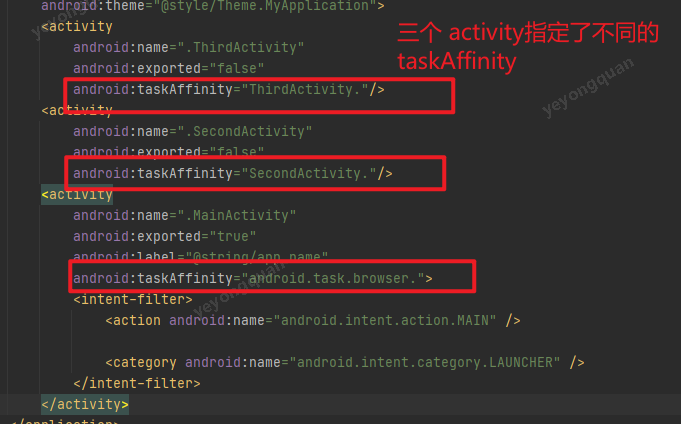 android:theme="@style/Theme.MyApplication">
<activity
android:name=".ThirdActivity"
android:exported="false"
android:taskAffinity="ThirdActivity."/>
<activity
android:name=".SecondActivity"
android:exported="false"
android:taskAffinity="SecondActivity."/>
<activity
android:name=".MainActivity"
android:exported="true"
android:label="@string/app_name"
android:taskAffinity="android.task.browser.">
<intent-filter>
<action android:name="android.intent.action.MAIN" />
<category android:name="android.intent.category.LAUNCHER" />
</intent-filter>
</activity>
</application>
三个 activity指定了不同的
taskAffinity
yeyongquan
yeyongquan
yeyongquan